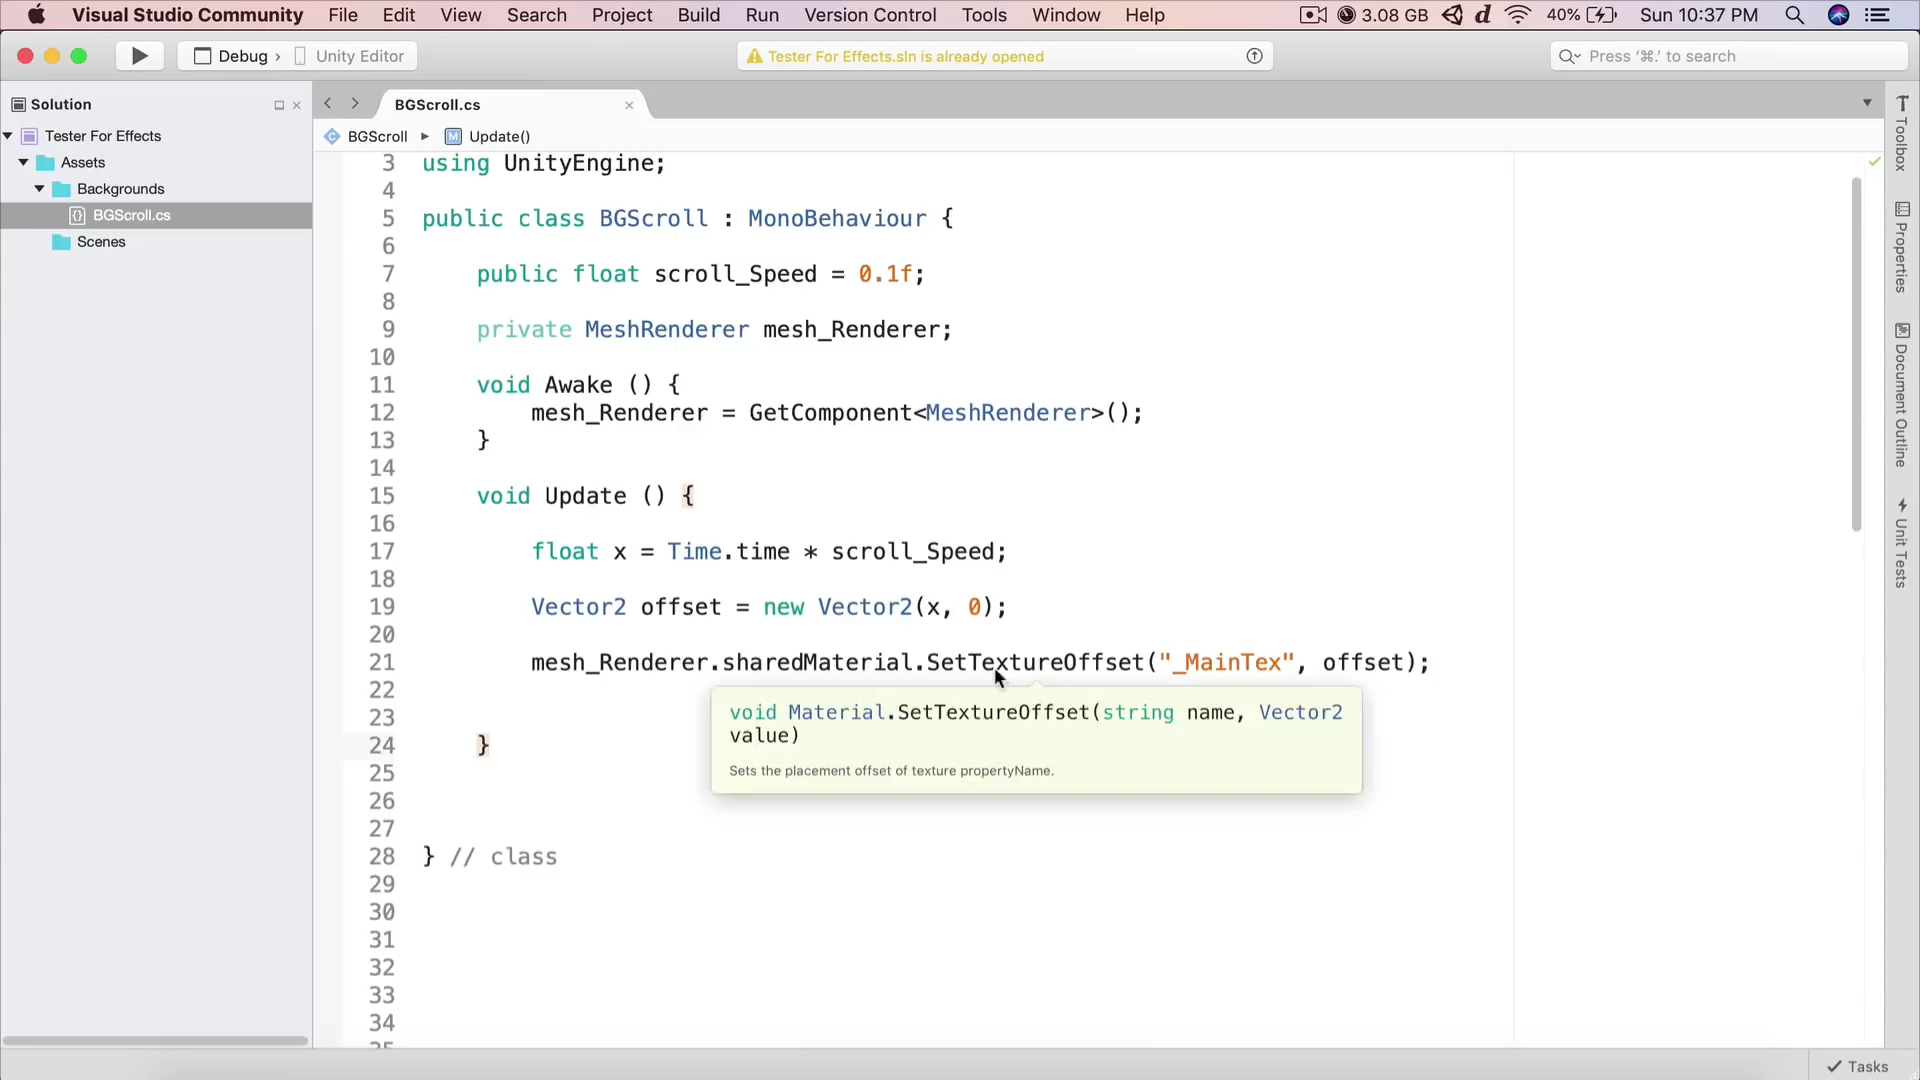 Visual Studio Community File Edit View Search Project Build Run Version Control Tools Window Help 3.08 GB d 40% Sun 10:37 PM
Debug › Unity Editor
Tester For Effects.sln is already opened
Press ‘⌘.’ to search
Solution
BGScroll.cs
Tester For Effects
Assets
Backgrounds
BGScroll.cs
Scenes
BGScroll ▸ M Update()
3 using UnityEngine;
4
5 public class BGScroll : MonoBehaviour {
6
7 public float scroll_Speed = 0.1f;
8
9 private MeshRenderer mesh_Renderer;
10
11 void Awake () {
12 mesh_Renderer = GetComponent<MeshRenderer>();
13 }
14
15 void Update () {
16
17 float x = Time.time * scroll_Speed;
18
19 Vector2 offset = new Vector2(x, 0);
20
21 mesh_Renderer.sharedMaterial.SetTextureOffset("_MainTex", offset);
22
void Material.SetTextureOffset(string name, Vector2
value)
Sets the placement offset of texture propertyName.
23
24 }
25
26
27
28 } // class
29
30
31
32
33
34
Toolbox
Properties
Document Outline
Unit Tests
Tasks